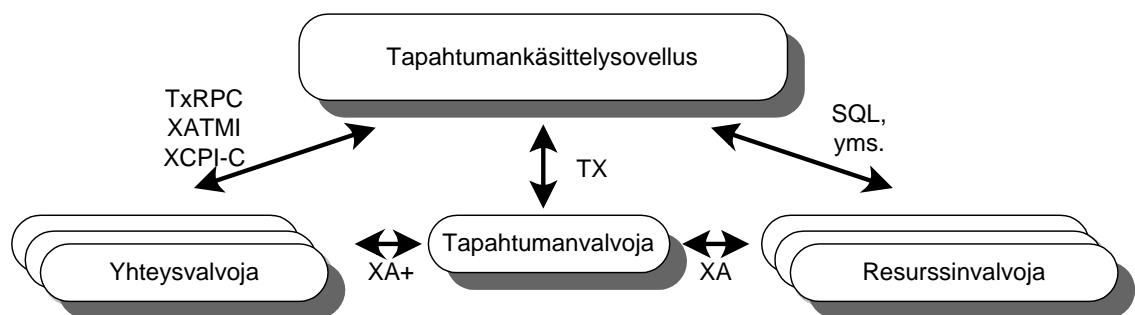 Tapahtumankäsittelysovellus
TxRPC
XATMI
XCPI-C
TX
SQL,
yms.
Yhteysvalvoja
XA+
Tapahtumanvalvoja
XA
Resurssinvalvoja